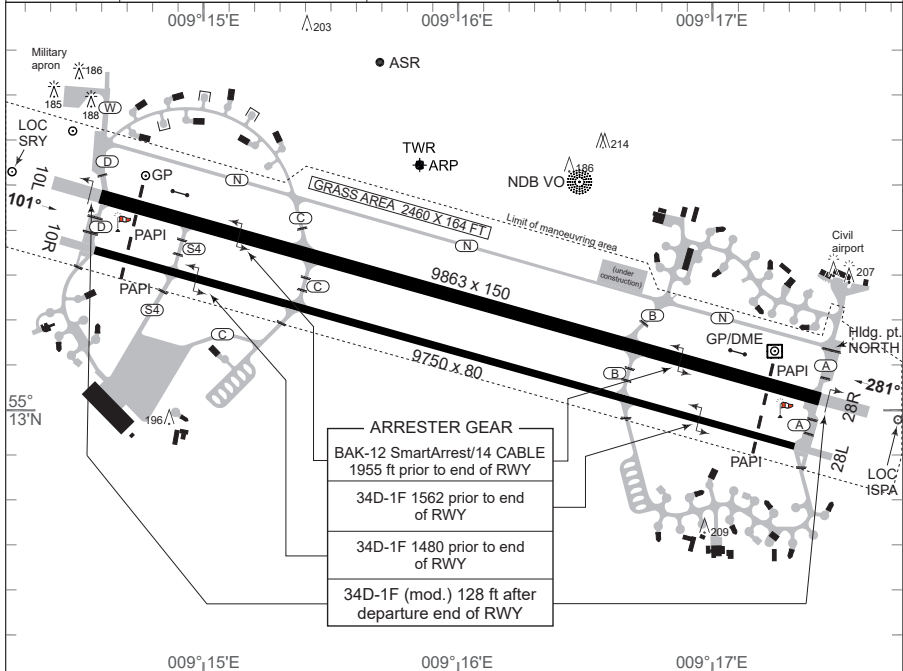 009°15'E
009°16'E
009°17'E
203
Military
apron
186
185
188
ASR
W
LOC
SRY
TWR
ARP
214
186
NDB VO
D
GP
N
10L
GRASS AREA 2460 X 164 FT
Limit of manoeuvring area
101°
D
PAPI
C
N
Civil
airport
10R
S4
(under
construction)
207
9863 x 150
PAPI
C
S4
B
N
Hldg. pt.
NORTH
C
GP/DME
9750 x 80
PAPI
A
B
281°
28R
55°
13'N
196
A
ARRESTER GEAR
BAK-12 SmartArrest/14 CABLE
1955 ft prior to end of RWY
34D-1F 1562 prior to end
of RWY
34D-1F 1480 prior to end
of RWY
34D-1F (mod.) 128 ft after
departure end of RWY
PAPI
28L
LOC
ISPA
209
009°15'E
009°16'E
009°17'E